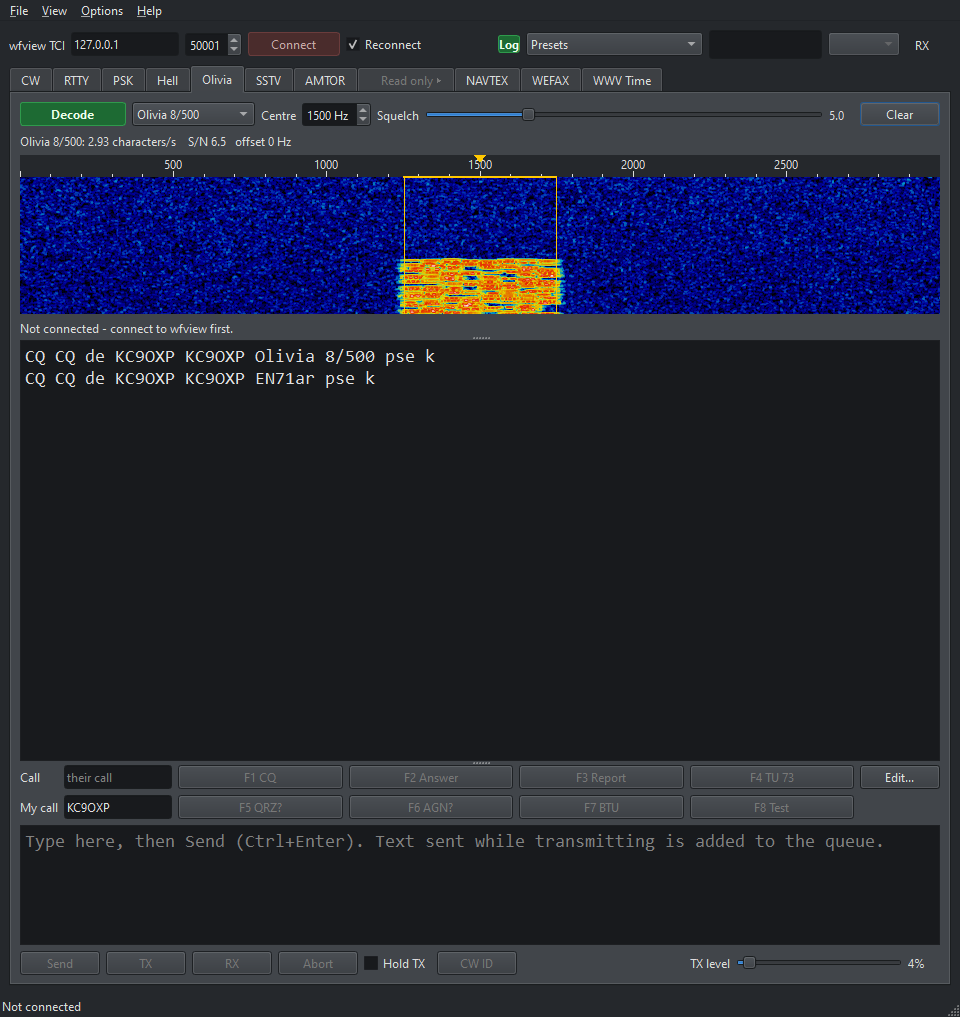 File View Options Help
wfview TCI 127.0.0.1 50001 Connect Reconnect Log Presets RX
CW RTTY PSK Hell Olivia SSTV AMTOR Read only NAVTEX WEFAX WWV Time
Decode Olivia 8/500 Centre 1500 Hz Squelch 5.0 Clear
Olivia 8/500: 2.93 characters/s S/N 6.5 offset 0 Hz
500 1000 1500 2000 2500
Not connected - connect to wfview first.
CQ CQ de KC9OXP KC9OXP Olivia 8/500 pse k
CQ CQ de KC9OXP KC9OXP EN71ar pse k
Call their call F1 CQ F2 Answer F3 Report F4 TU 73 Edit...
My call KC9OXP F5 QRZ? F6 AGN? F7 BTU F8 Test
Type here, then Send (Ctrl+Enter). Text sent while transmitting is added to the queue.
Send TX RX Abort Hold TX CW ID TX level 4%
Not connected